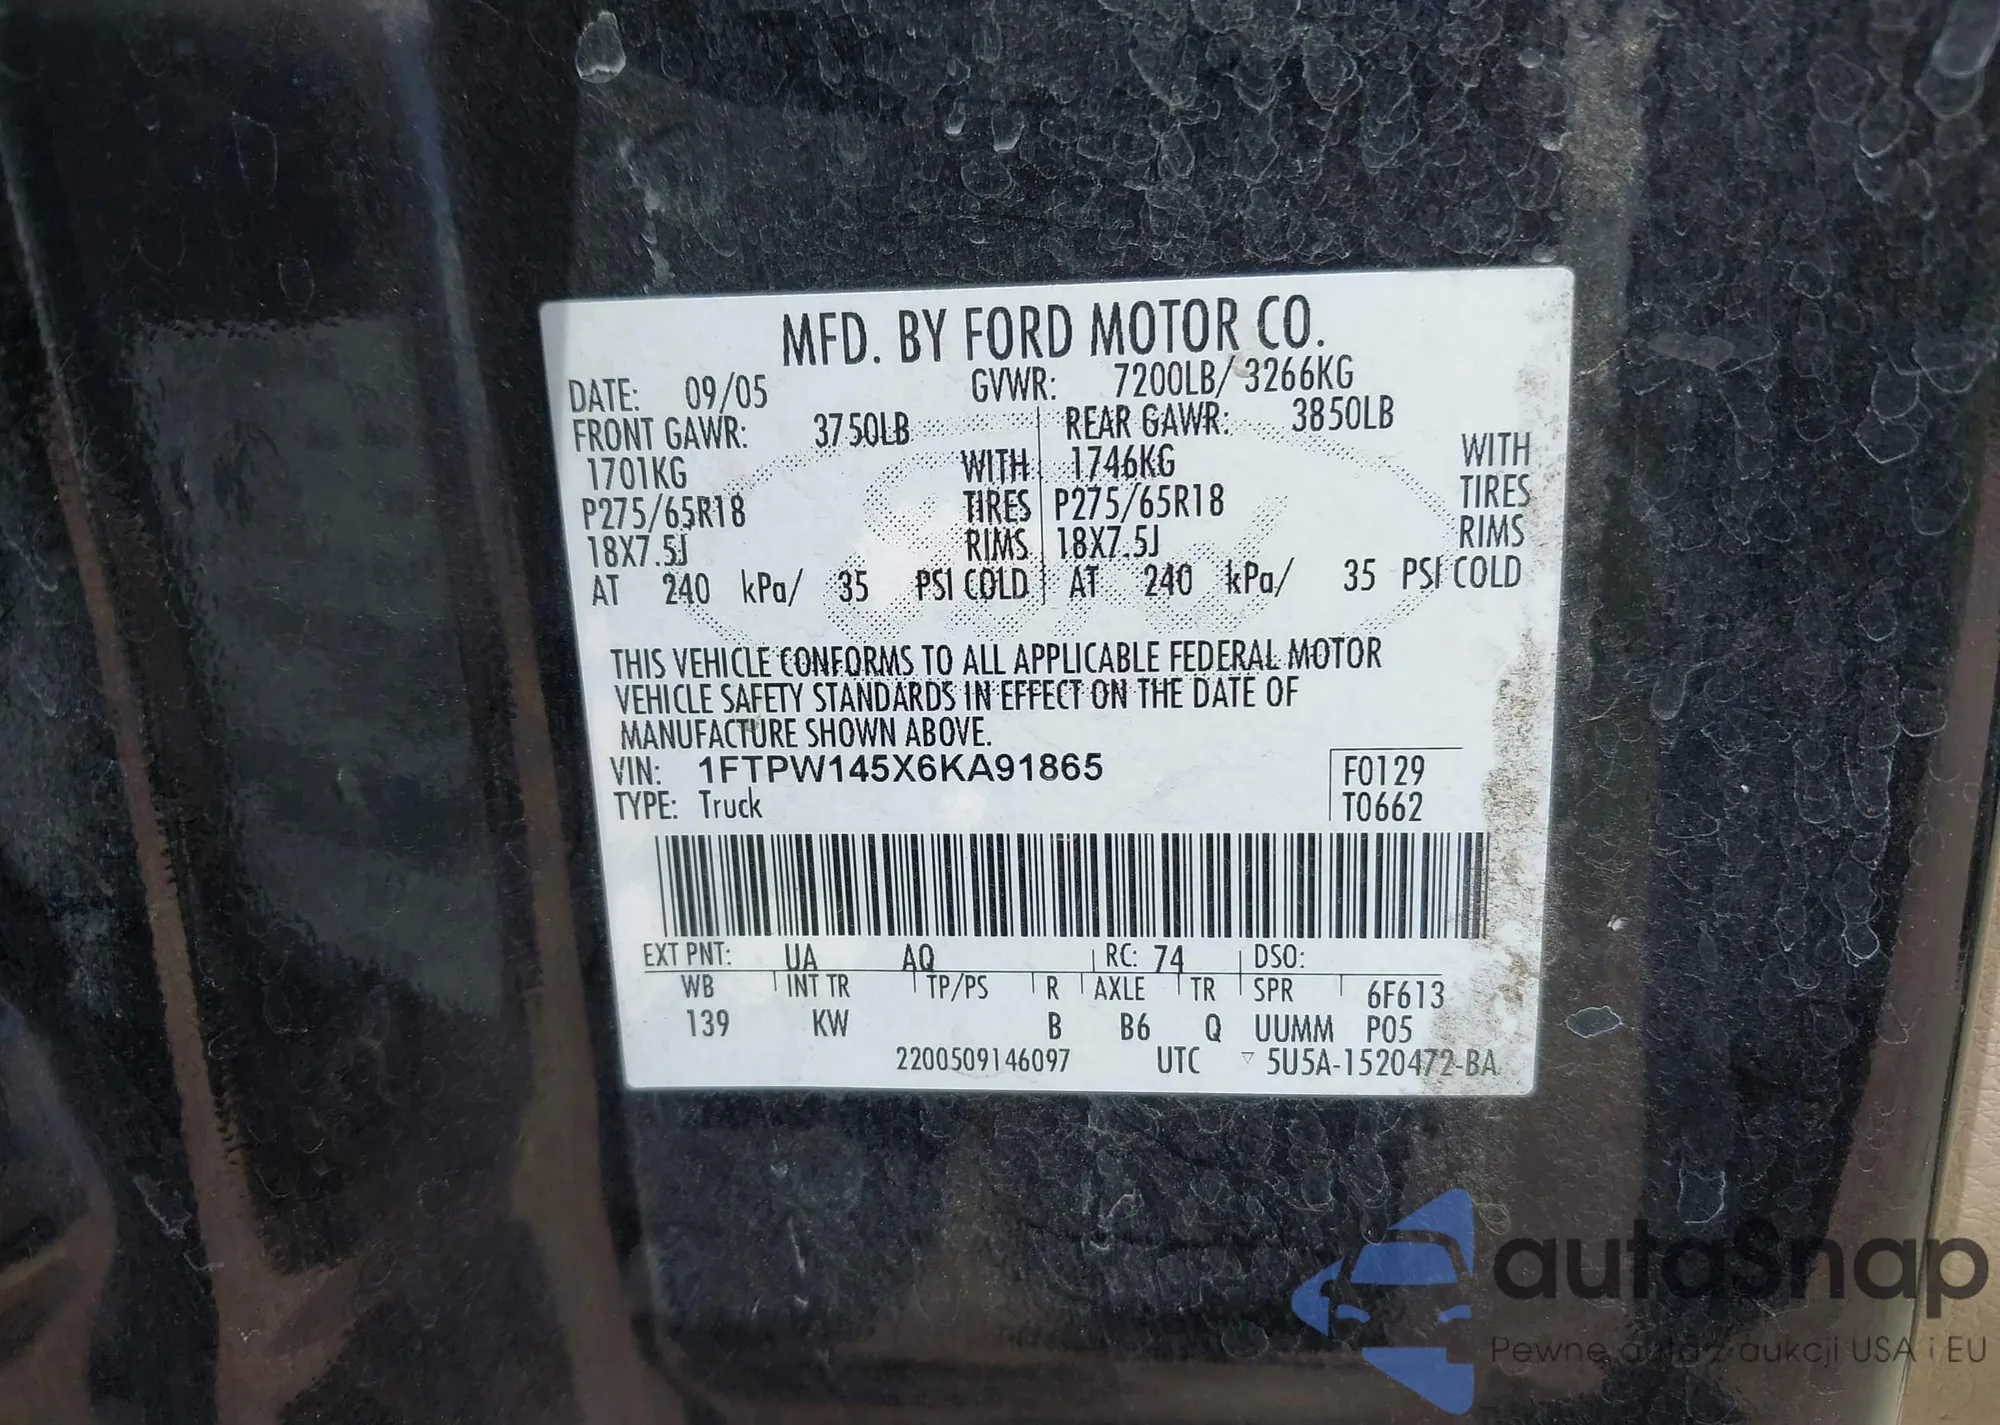 MFD. BY FORD MOTOR CO.
DATE: 09/05 GVWR: 7200LB/ 3266KG
FRONT GAWR: 3750LB REAR GAWR: 3850LB
1701KG WITH 1746KG WITH
P275/65R18 TIRES P275/65R18 TIRES
18X7.5J RIMS 18X7.5J RIMS
AT 240 kPa/ 35 PSI COLD AT 240 kPa/ 35 PSI COLD
THIS VEHICLE CONFORMS TO ALL APPLICABLE FEDERAL MOTOR
VEHICLE SAFETY STANDARDS IN EFFECT ON THE DATE OF
MANUFACTURE SHOWN ABOVE.
VIN: 1FTPW145X6KA91865 F0129
TYPE: Truck T0662
EXT PNT: UA AQ RC: 74 DSO:
WB INT TR TP/PS R AXLE TR SPR 6F613
139 KW B B6 Q UUMM P05
2200509146097 UTC ▽ 5U5A-1520472-BA
autoSnap
Pewne auta z aukcji USA i EU